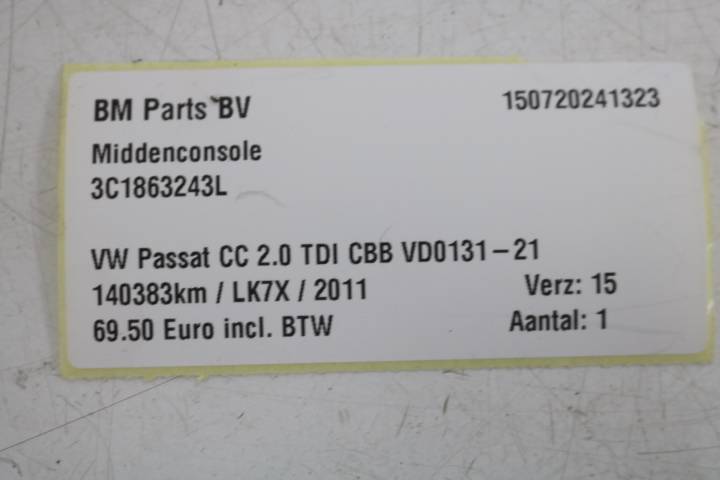 BM Parts BV 150720241323
Middenconsole
3C1863243L
VW Passat CC 2.0 TDI CBB VD0131-21
140383km / LK7X / 2011 Verz: 15
69.50 Euro incl. BTW Aantal: 1